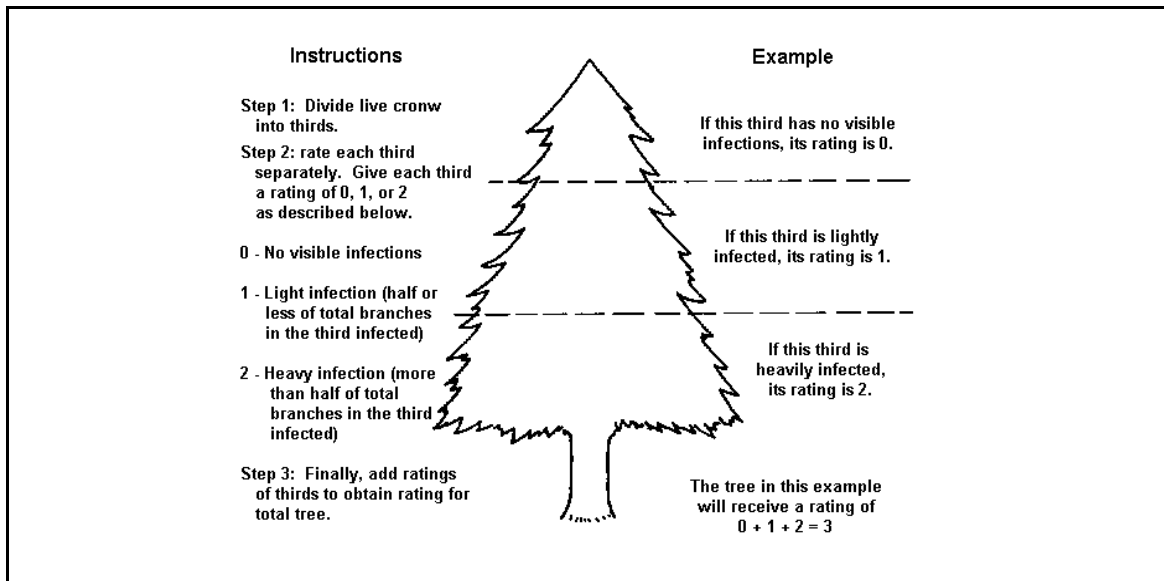 Instructions
Step 1:  Divide live cronw
into thirds.
Step 2: rate each third
separately.  Give each third
a rating of 0, 1, or 2
as described below.
0 - No visible infections
1 - Light infection (half or
less of total branches
in the third infected)
2 - Heavy infection (more
than half of total
branches in the third
infected)
Step 3:  Finally, add ratings
of thirds to obtain rating for
total tree.
Example
If this third has no visible
infections, its rating is 0.
If this third is lightly
infected, its rating is 1.
If this third is
heavily infected,
its rating is 2.
The tree in this example
will receive a rating of
0 + 1 + 2 = 3